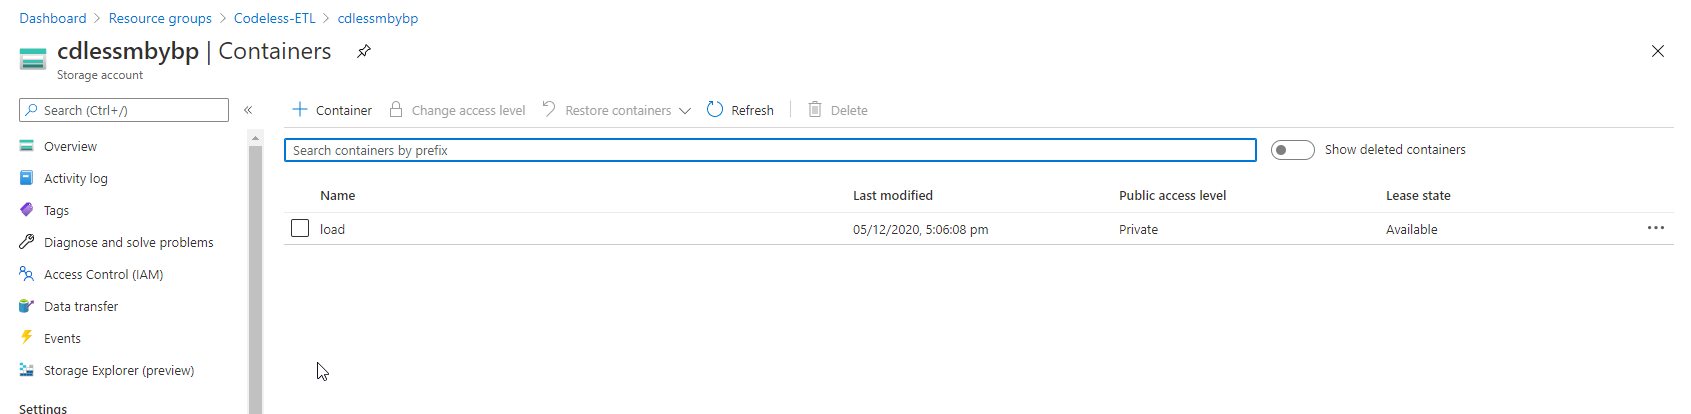 Dashboard > Resource groups > Codeless-ETL > cdlessmbybp
cdlessmbybp | Containers
Storage account
Search (Ctrl+/)
«
Container
Change access level
Restore containers
Refresh
Delete
Search containers by prefix
Show deleted containers
Overview
Activity log
Tags
Diagnose and solve problems
Access Control (IAM)
Data transfer
Events
Storage Explorer (preview)
Settings
Name Last modified Public access level Lease state
load 05/12/2020, 5:06:08 pm Private Available ...